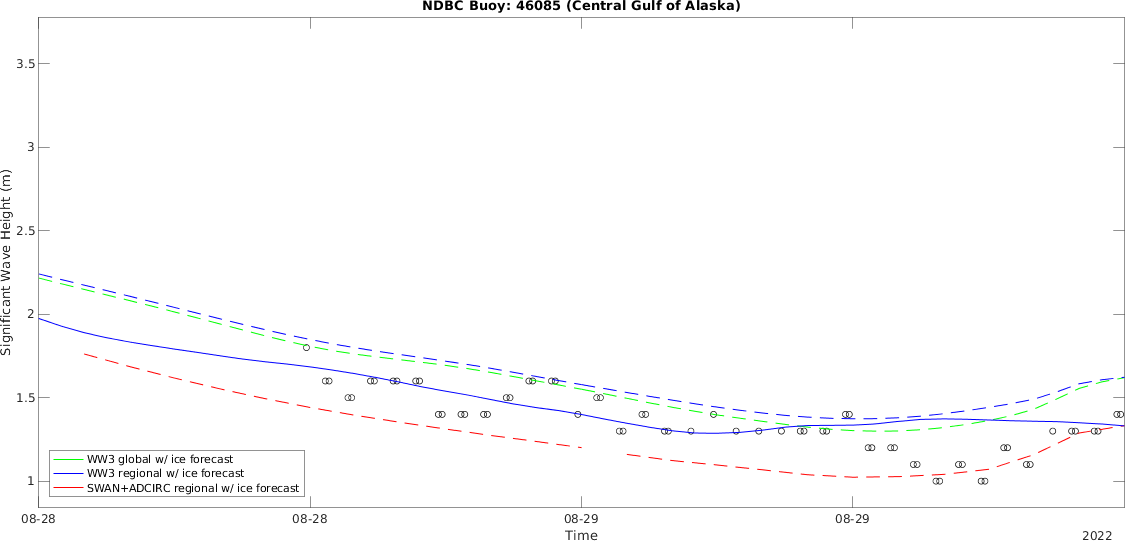 NDBC Buoy: 46085 (Central Gulf of Alaska)
Significant Wave Height (m)
3.5
3
2.5
2
1.5
1
WW3 global w/ ice forecast
WW3 regional w/ ice forecast
SWAN+ADCIRC regional w/ ice forecast
08-28
08-28
08-29
08-29
Time
2022